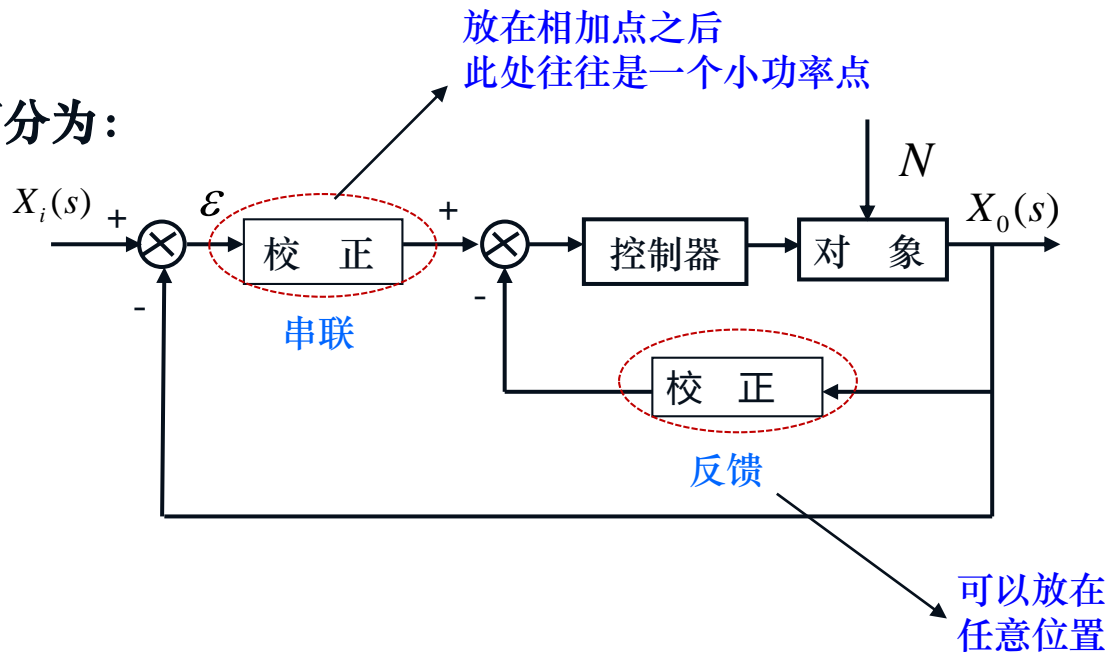 放在相加点之后
此处往往是一个小功率点
分为：
N
X_i(s)
+
ε
+
X_0(s)
校 正
控制器
对 象
-
-
串联
校 正
反馈
可以放在
任意位置